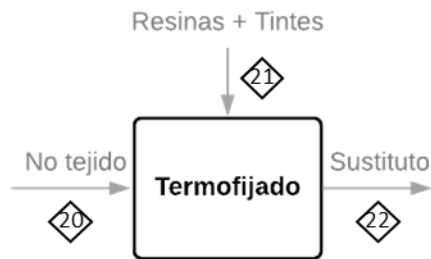 Resinas + Tintes
21
No tejido
Sustituto
Termofijado
20
22